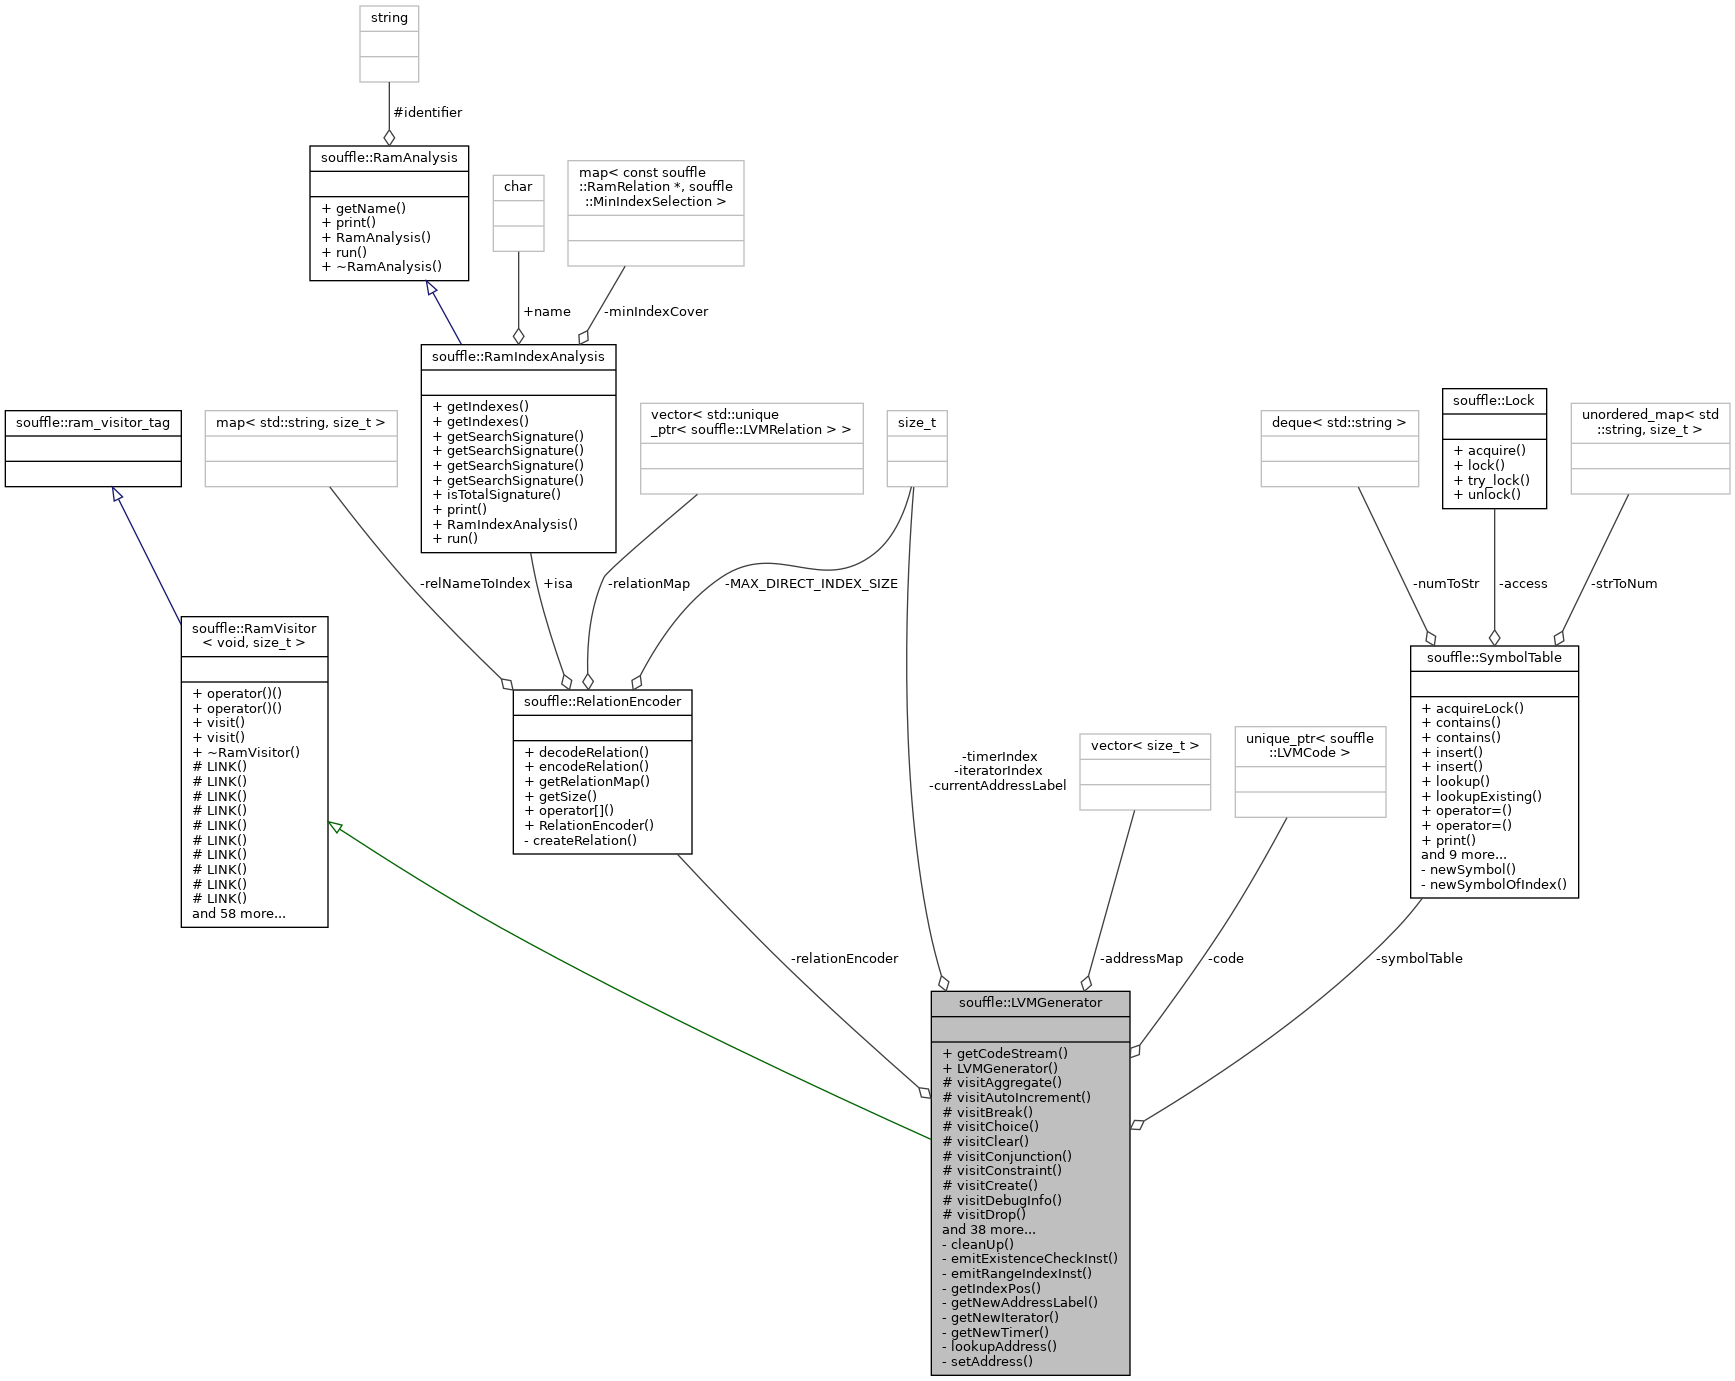 string
#identifier
souffle::RamAnalysis
+ getName()
+ print()
+ RamAnalysis()
+ run()
+ ~RamAnalysis()
char
map< const souffle
::RamRelation *, souffle
::MinIndexSelection >
+name
-minIndexCover
souffle::RamIndexAnalysis
+ getIndexes()
+ getIndexes()
+ getSearchSignature()
+ getSearchSignature()
+ getSearchSignature()
+ getSearchSignature()
+ isTotalSignature()
+ print()
+ RamIndexAnalysis()
+ run()
souffle::ram_visitor_tag
map< std::string, size_t >
vector< std::unique
_ptr< souffle::LVMRelation > >
size_t
deque< std::string >
souffle::Lock
+ acquire()
+ lock()
+ try_lock()
+ unlock()
unordered_map< std
::string, size_t >
-relNameToIndex
+isa
-relationMap
-MAX_DIRECT_INDEX_SIZE
-numToStr
-access
-strToNum
souffle::RamVisitor
< void, size_t >
+ operator()()
+ operator()()
+ visit()
+ visit()
+ ~RamVisitor()
# LINK()
# LINK()
# LINK()
# LINK()
# LINK()
# LINK()
# LINK()
# LINK()
# LINK()
# LINK()
and 58 more...
souffle::RelationEncoder
+ decodeRelation()
+ encodeRelation()
+ getRelationMap()
+ getSize()
+ operator[]()
+ RelationEncoder()
- createRelation()
-timerIndex
-iteratorIndex
-currentAddressLabel
vector< size_t >
unique_ptr< souffle
::LVMCode >
souffle::SymbolTable
+ acquireLock()
+ contains()
+ contains()
+ insert()
+ insert()
+ lookup()
+ lookupExisting()
+ operator=()
+ operator=()
+ print()
and 9 more...
- newSymbol()
- newSymbolOfIndex()
-relationEncoder
-addressMap
-code
-symbolTable
souffle::LVMGenerator
+ getCodeStream()
+ LVMGenerator()
# visitAggregate()
# visitAutoIncrement()
# visitBreak()
# visitChoice()
# visitClear()
# visitConjunction()
# visitConstraint()
# visitCreate()
# visitDebugInfo()
# visitDrop()
and 38 more...
- cleanUp()
- emitExistenceCheckInst()
- emitRangeIndexInst()
- getIndexPos()
- getNewAddressLabel()
- getNewIterator()
- getNewTimer()
- lookupAddress()
- setAddress()